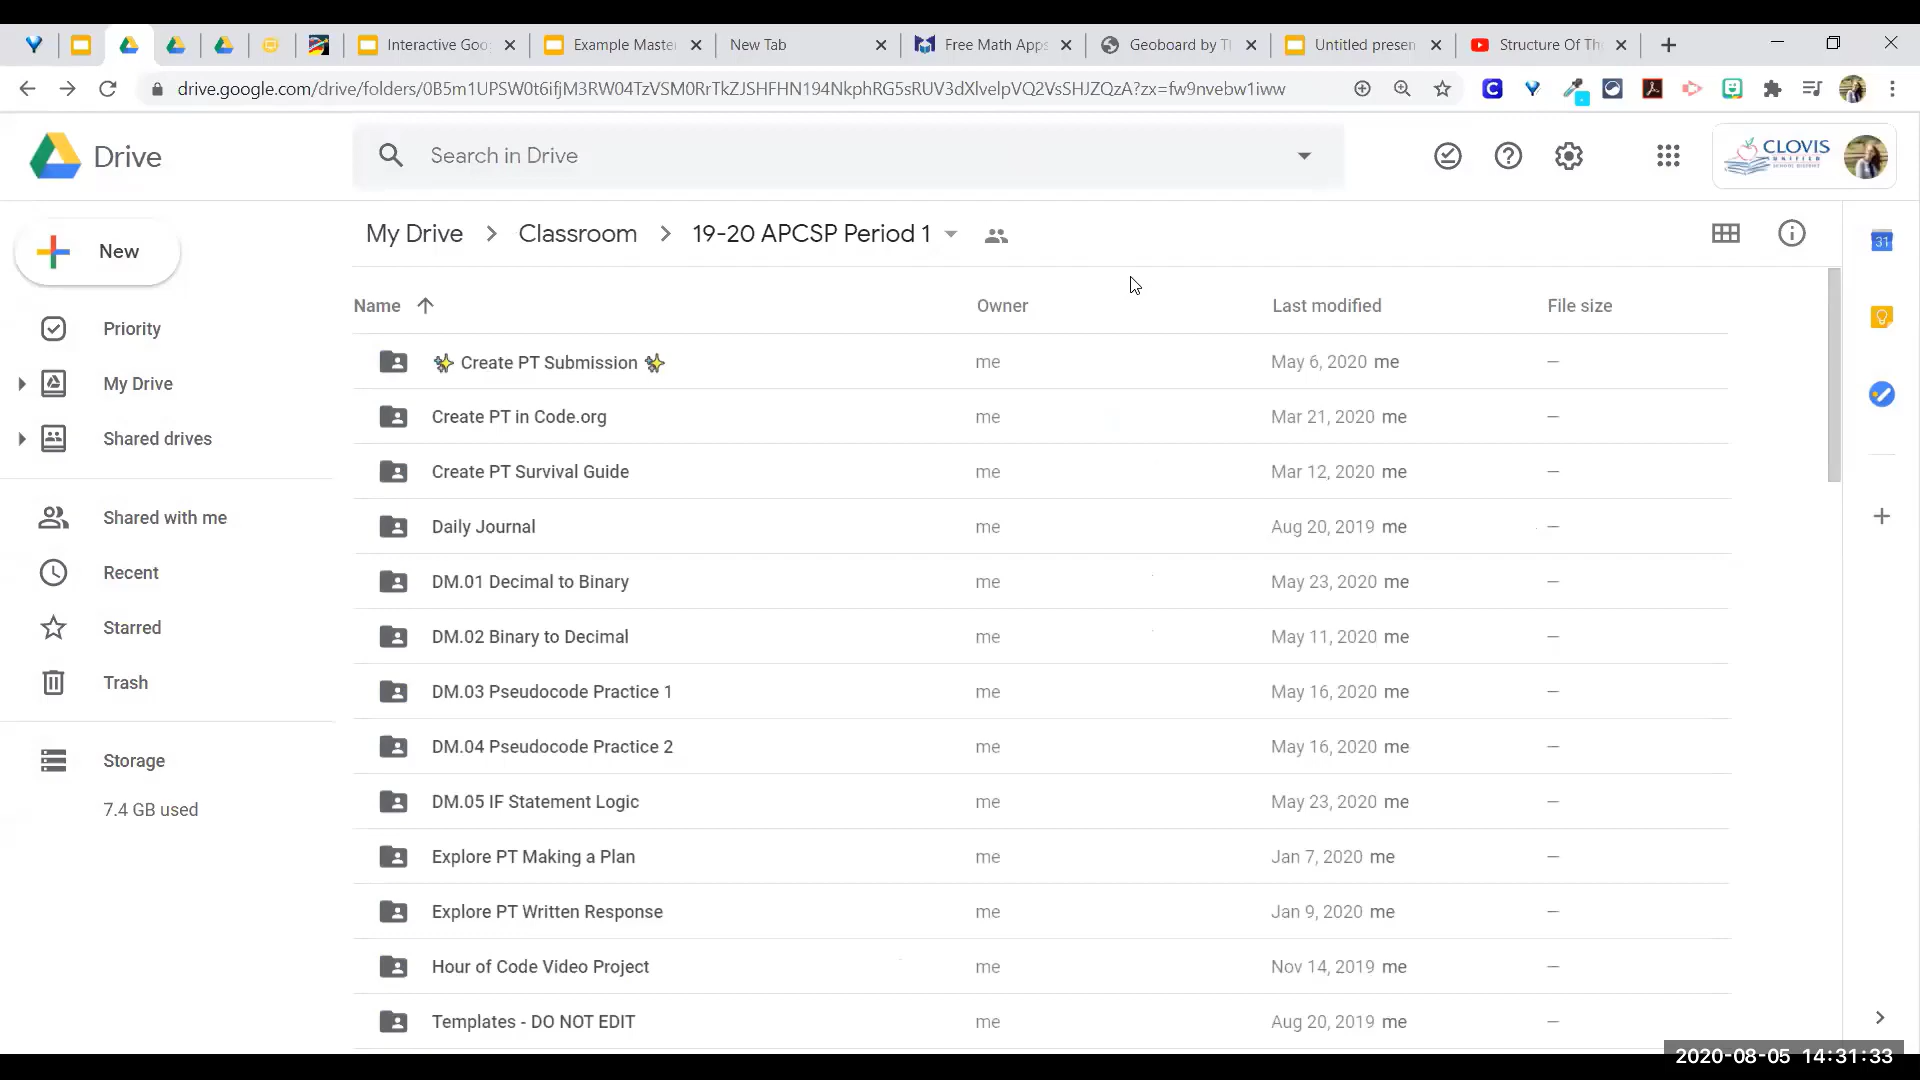 Interactive Goo
Example Master
New Tab
Free Math Apps
Geoboard by Th
Untitled presen
Structure Of Th
drive.google.com/drive/folders/0B5m1UPSW0t6ifjM3RW04TzVSM0RrTkZJSHFHN194NkphRG5sRUV3dXlvelpVQ2VsSHJZQzA?zx=fw9nvebw1iww
Drive
Search in Drive
CLOVIS
UNIFIED
SCHOOL DISTRICT
My Drive
Classroom
19-20 APCSP Period 1
New
Priority
My Drive
Shared drives
Shared with me
Recent
Starred
Trash
Storage
7.4 GB used
Name Owner Last modified File size
✨ Create PT Submission ✨ me May 6, 2020 me —
Create PT in Code.org me Mar 21, 2020 me —
Create PT Survival Guide me Mar 12, 2020 me —
Daily Journal me Aug 20, 2019 me —
DM.01 Decimal to Binary me May 23, 2020 me —
DM.02 Binary to Decimal me May 11, 2020 me —
DM.03 Pseudocode Practice 1 me May 16, 2020 me —
DM.04 Pseudocode Practice 2 me May 16, 2020 me —
DM.05 IF Statement Logic me May 23, 2020 me —
Explore PT Making a Plan me Jan 7, 2020 me —
Explore PT Written Response me Jan 9, 2020 me —
Hour of Code Video Project me Nov 14, 2019 me —
Templates - DO NOT EDIT me Aug 20, 2019 me —
31
2020-08-05 14:31:33